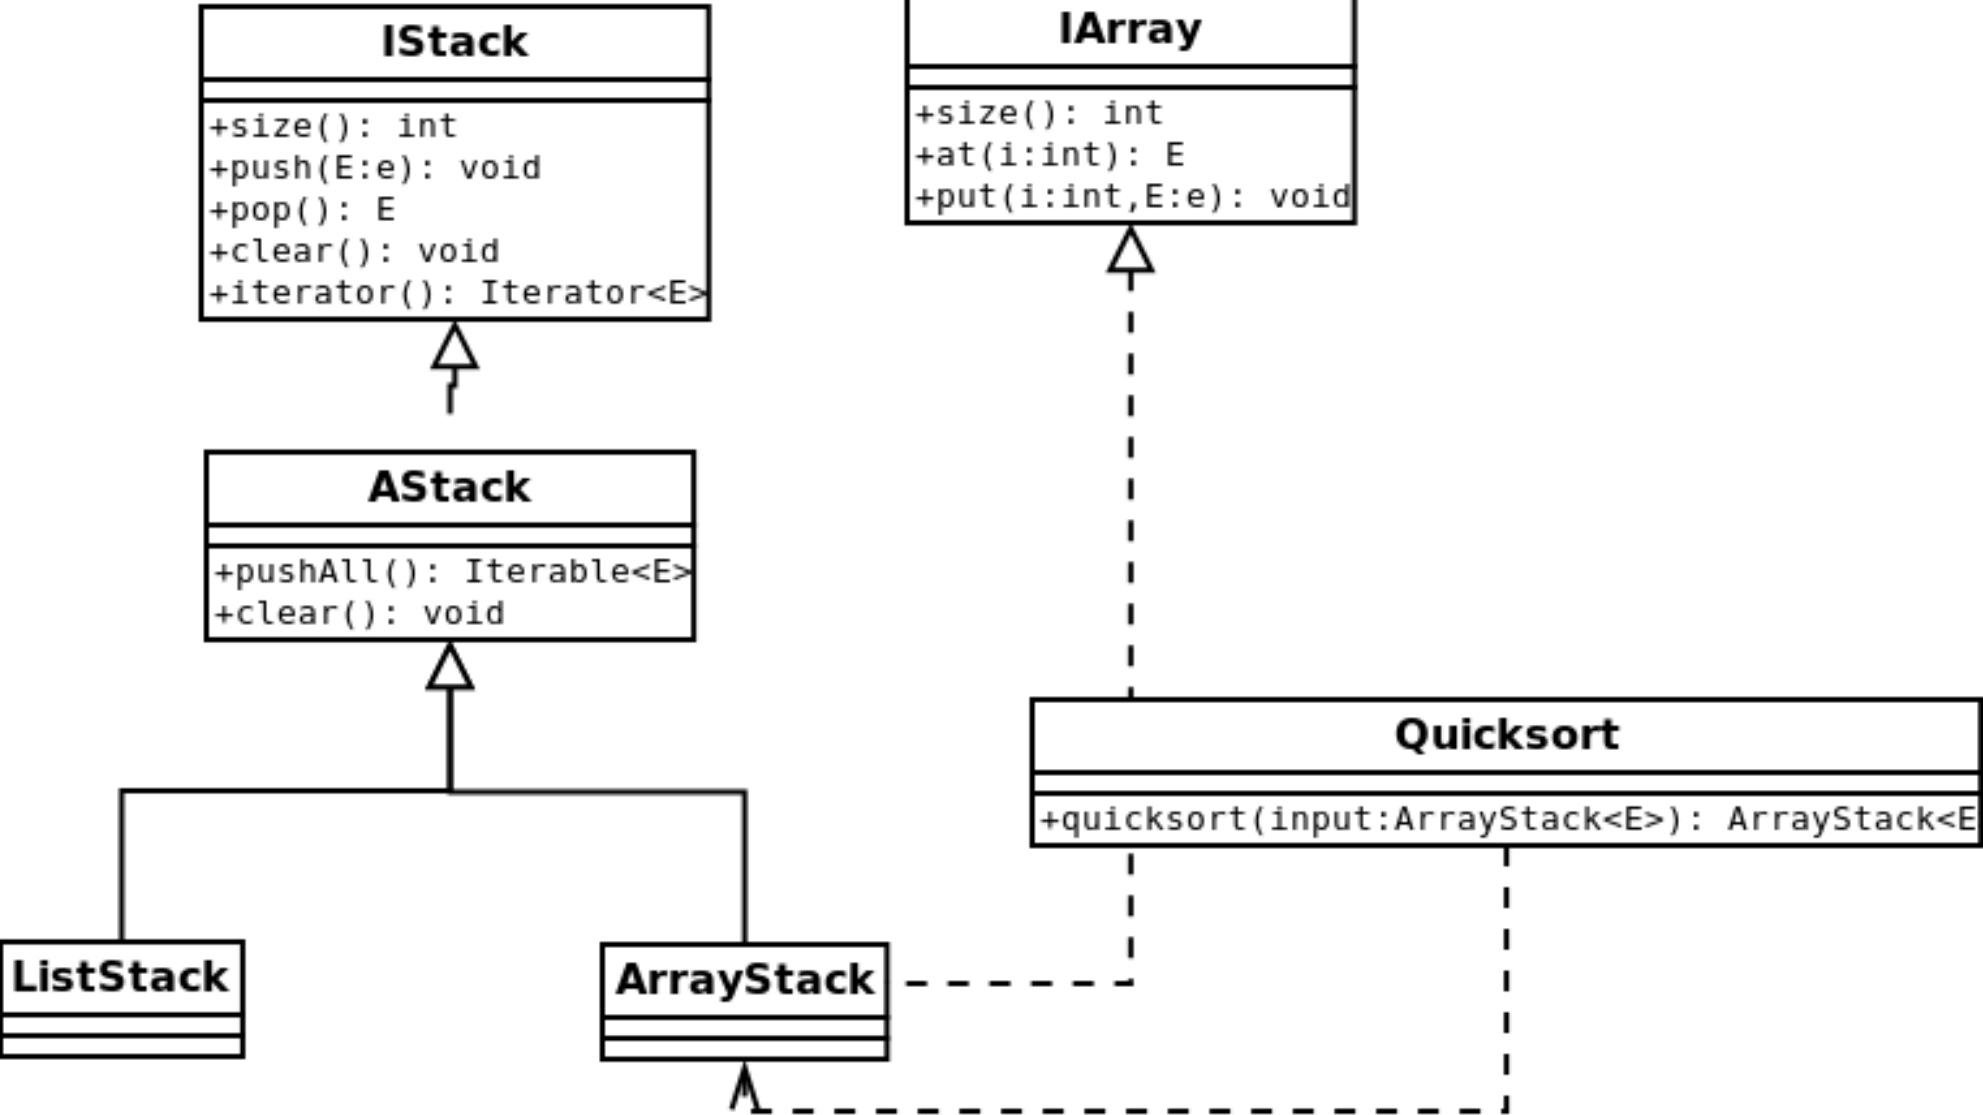 IStack
+size(): int
+push(E:e): void
+pop(): E
+clear(): void
+iterator(): Iterator<E>
IArray
+size(): int
+at(i:int): E
+put(i:int,E:e): void
AStack
+pushAll(): Iterable<E>
+clear(): void
Quicksort
+quicksort(input:ArrayStack<E>): ArrayStack<E
ListStack
ArrayStack